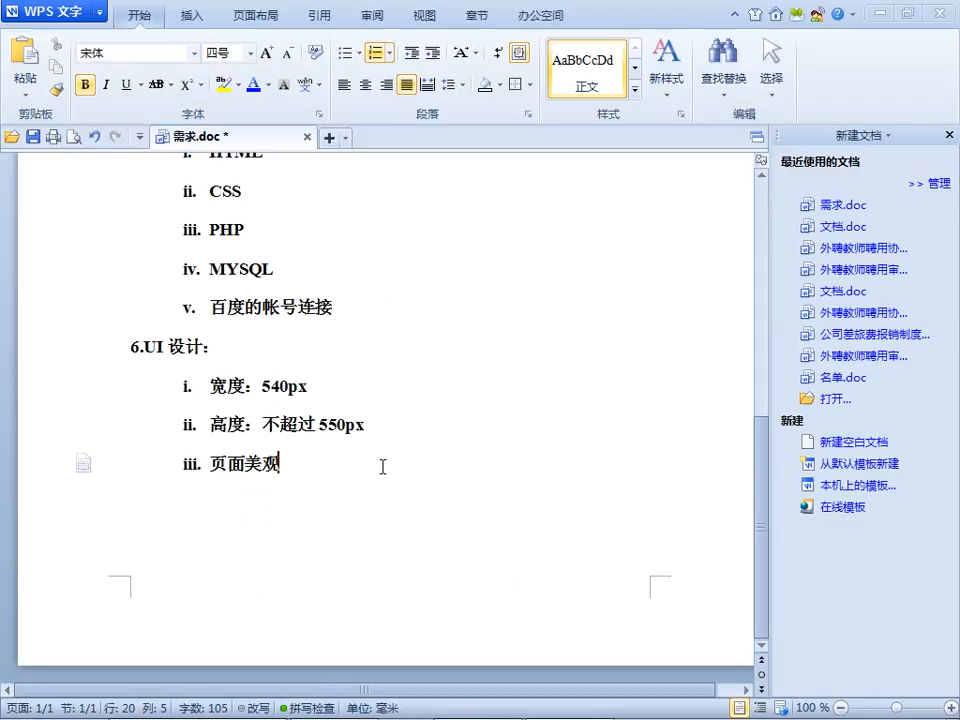 WPS 文字
开始 插入 页面布局 引用 审阅 视图 章节 办公空间
粘贴
宋体 四号
B I U AB X²
AaBbCcDd
正文
新样式 查找替换 选择
剪贴板 字体 段落 样式 编辑
需求.doc *
新建文档
i. HTML
ii. CSS
iii. PHP
iv. MYSQL
v. 百度的帐号连接
6.UI 设计：
i. 宽度：540px
ii. 高度：不超过 550px
iii. 页面美观
最近使用的文档
>> 管理
需求.doc
文档.doc
外聘教师聘用协...
外聘教师聘用审...
文档.doc
外聘教师聘用协...
公司差旅费报销制度...
外聘教师聘用审...
名单.doc
打开...
新建
新建空白文档
从默认模板新建
本机上的模板...
在线模板
页面: 1/1 节: 1/1 行: 20 列: 5 字数: 105 改写 拼写检查 单位: 毫米 100 %